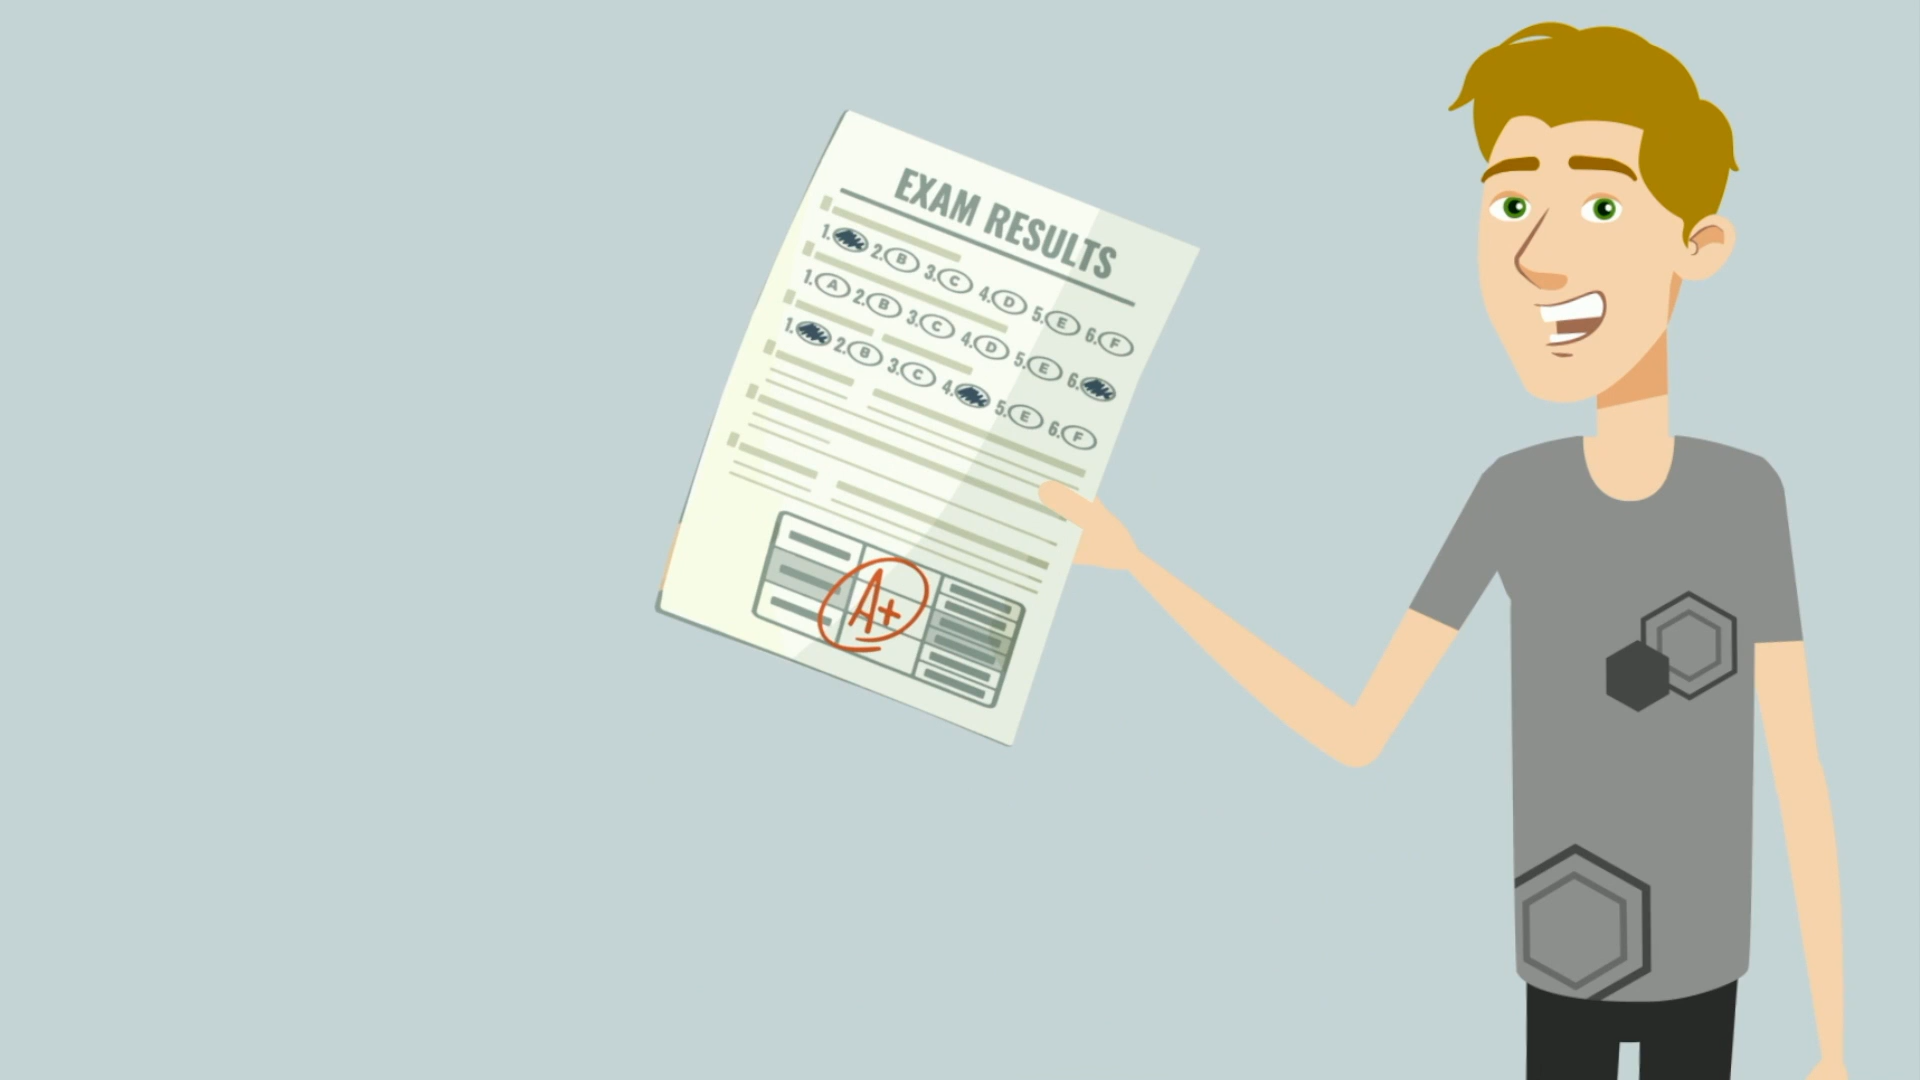 EXAM RESULTS
1. 2. B 3. C 4. D 5. E 6. F
1. A 2. B 3. C 4. D 5. E 6.
1. 2. B 3. C 4. 5. E 6. F
A+